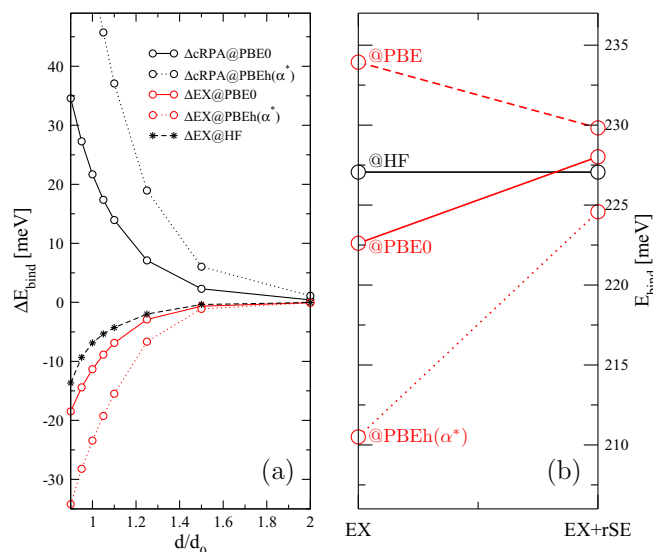 ΔcRPA@PBE0
ΔcRPA@PBEh(α*)
ΔEX@PBE0
ΔEX@PBEh(α*)
ΔEX@HF
40
30
20
10
0
-10
-20
-30
ΔE_bind [meV]
1
1.2
1.4
1.6
1.8
2
d/d_0
(a)
@PBE
@HF
@PBE0
@PBEh(α*)
(b)
EX
EX+rSE
235
230
225
220
215
210
E_bind [meV]